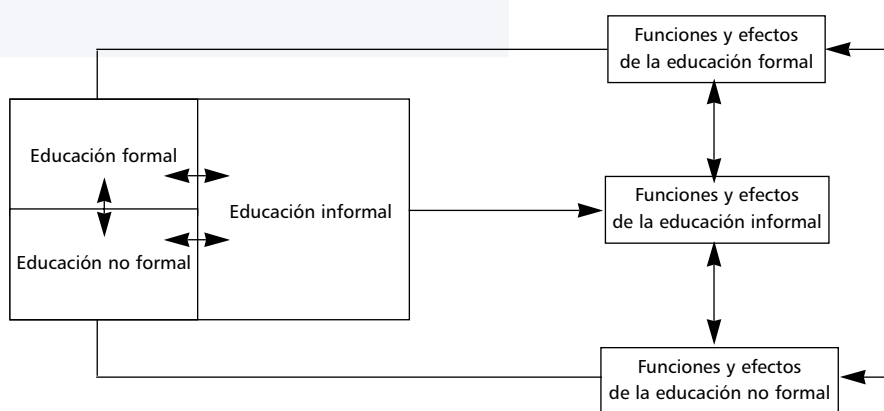 Funciones y efectos
de la educación formal
Educación formal
Educación informal
Educación no formal
Funciones y efectos
de la educación informal
Funciones y efectos
de la educación no formal